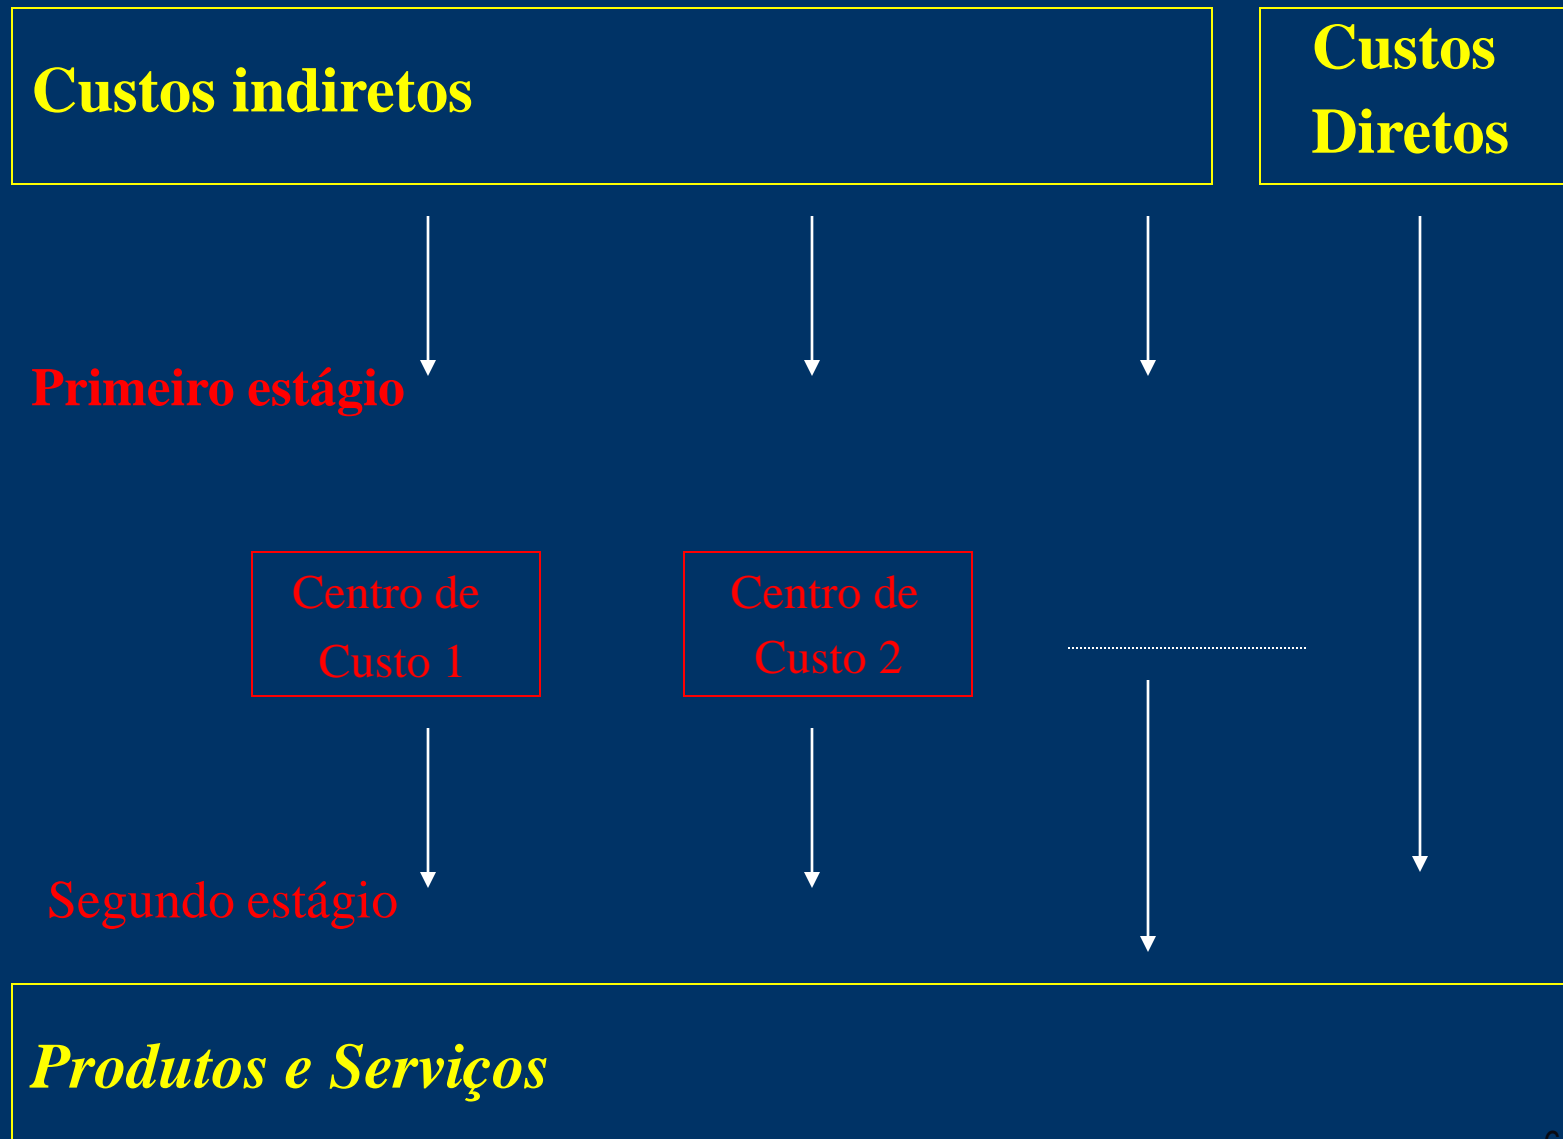 Custos indiretos
Custos
Diretos
Primeiro estágio
Centro de
Custo 1
Centro de
Custo 2
Segundo estágio
Produtos e Serviços